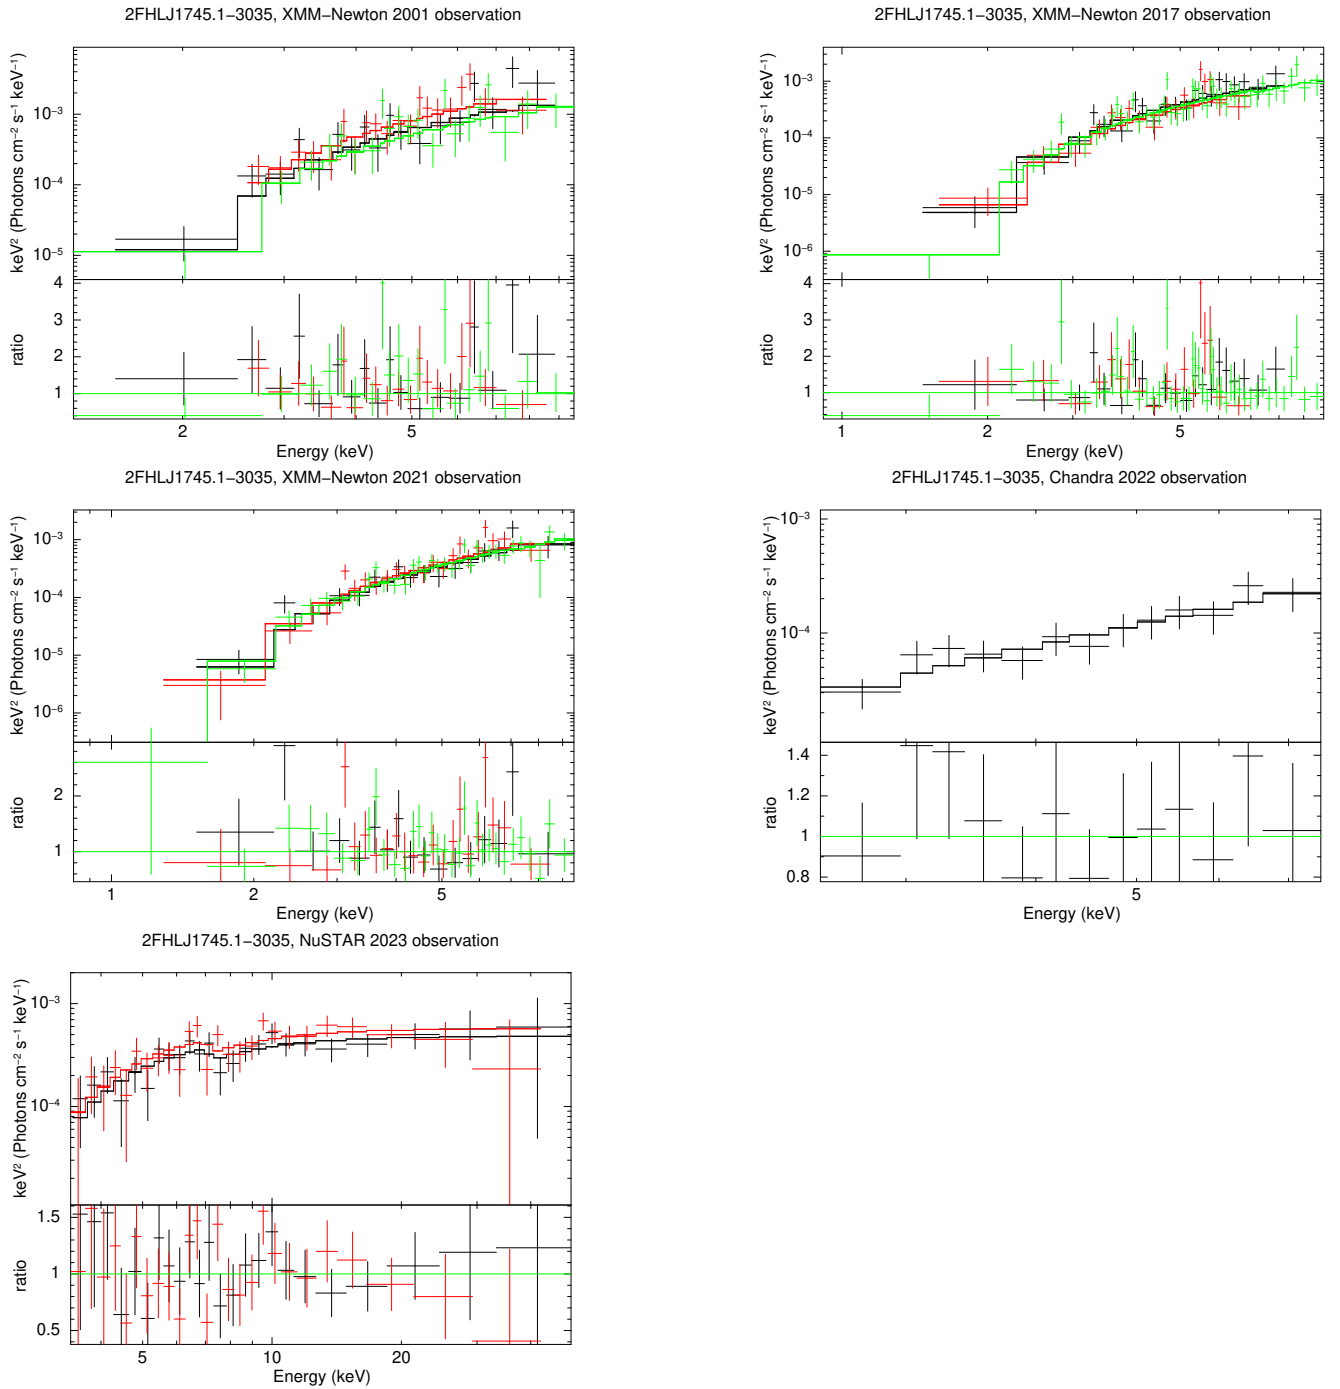 2FHLJ1745.1−3035, XMM−Newton 2001 observation
keV² (Photons cm⁻² s⁻¹ keV⁻¹)
10⁻³
10⁻⁴
10⁻⁵
ratio
4
3
2
1
2
5
Energy (keV)
2FHLJ1745.1−3035, XMM−Newton 2017 observation
keV² (Photons cm⁻² s⁻¹ keV⁻¹)
10⁻³
10⁻⁴
10⁻⁵
10⁻⁶
ratio
4
3
2
1
1
2
5
Energy (keV)
2FHLJ1745.1−3035, XMM−Newton 2021 observation
keV² (Photons cm⁻² s⁻¹ keV⁻¹)
10⁻³
10⁻⁴
10⁻⁵
10⁻⁶
ratio
2
1
1
2
5
Energy (keV)
2FHLJ1745.1−3035, Chandra 2022 observation
keV² (Photons cm⁻² s⁻¹ keV⁻¹)
10⁻³
10⁻⁴
ratio
1.4
1.2
1
0.8
5
Energy (keV)
2FHLJ1745.1−3035, NuSTAR 2023 observation
keV² (Photons cm⁻² s⁻¹ keV⁻¹)
10⁻³
10⁻⁴
ratio
1.5
1
0.5
5
10
20
Energy (keV)